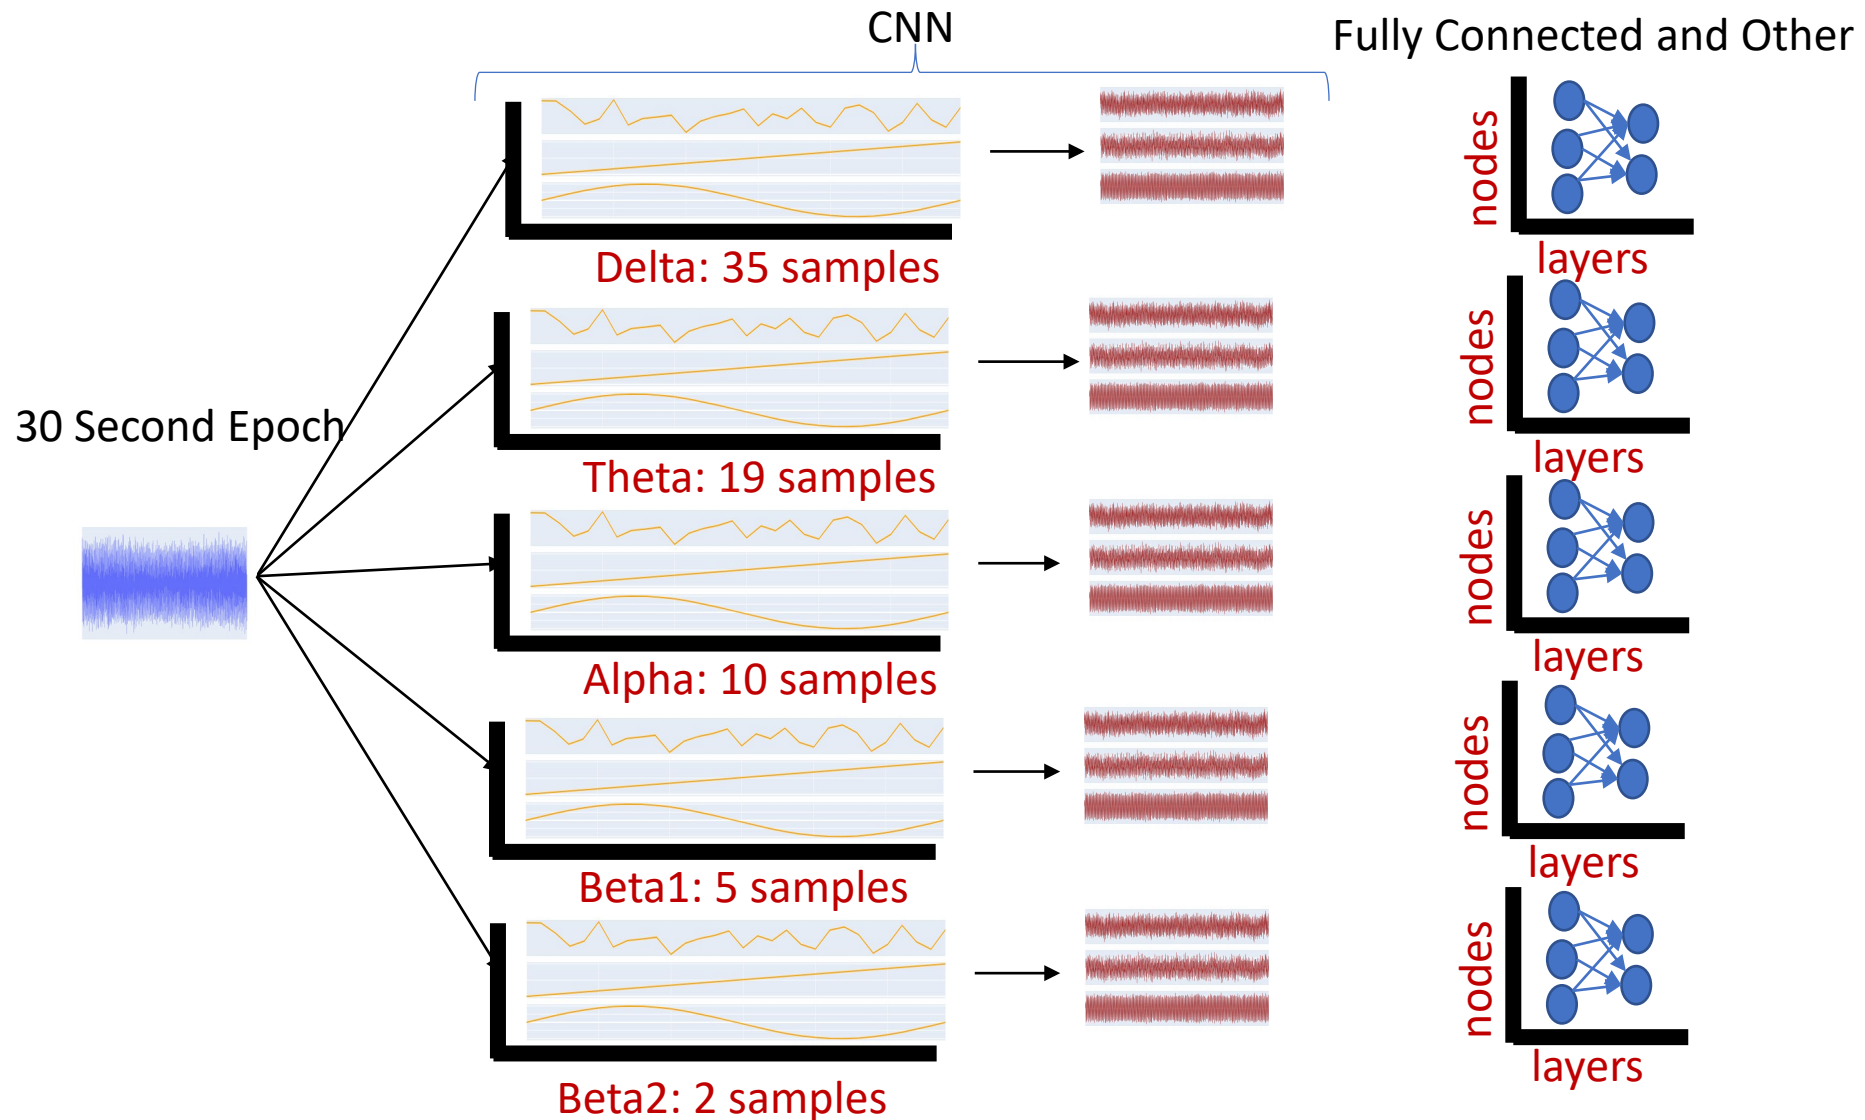 CNN
Fully Connected and Other
nodes
Delta: 35 samples
layers
nodes
30 Second Epoch
Theta: 19 samples
layers
nodes
Alpha: 10 samples
layers
nodes
Beta1: 5 samples
layers
nodes
Beta2: 2 samples
layers